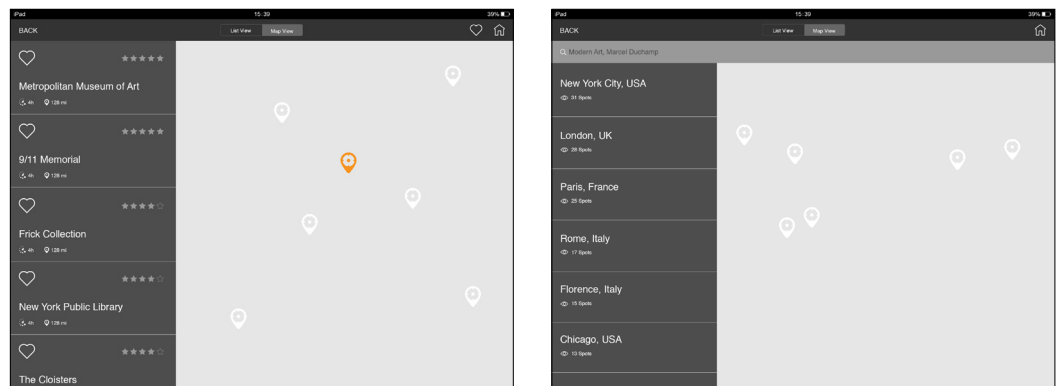 iPad 15:39 39%
BACK List View Map View
Metropolitan Museum of Art
4h 128 mi
9/11 Memorial
4h 128 mi
Frick Collection
4h 128 mi
New York Public Library
4h 128 mi
The Cloisters
iPad 15:39 39%
BACK List View Map View
Modern Art, Marcel Duchamp
New York City, USA
31 Spots
London, UK
28 Spots
Paris, France
25 Spots
Rome, Italy
17 Spots
Florence, Italy
15 Spots
Chicago, USA
13 Spots